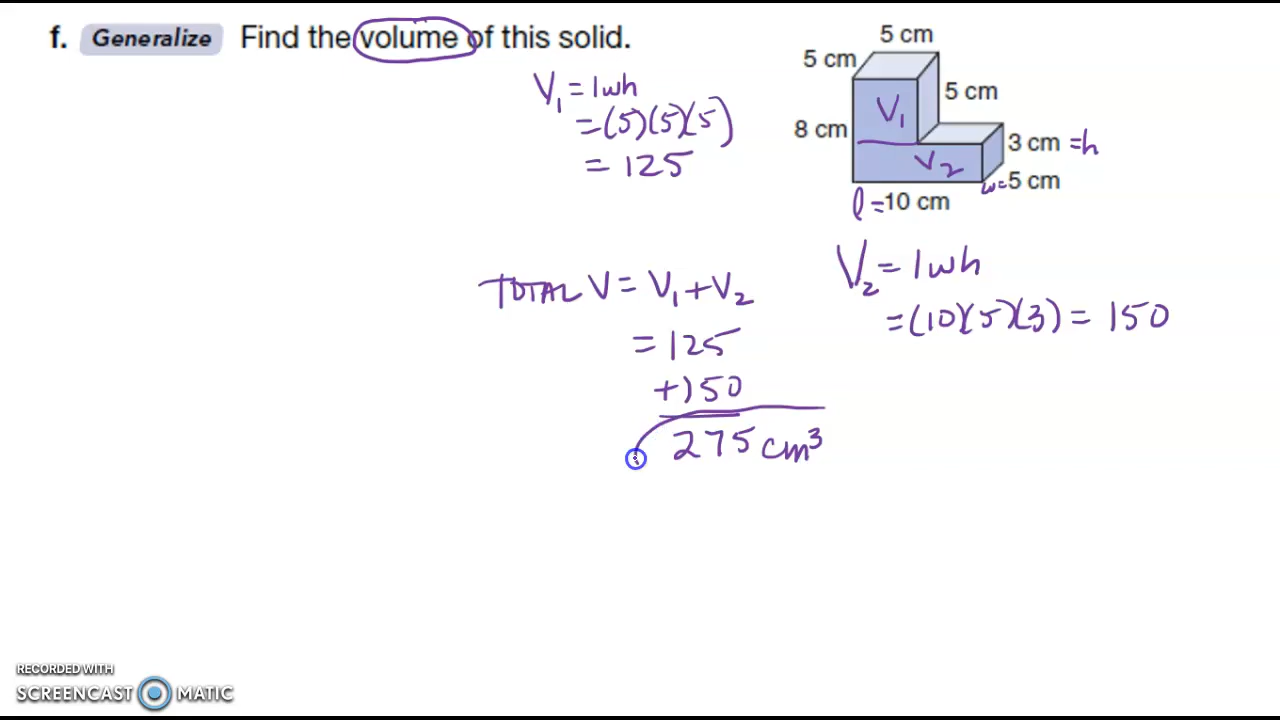 f. Generalize Find the volume of this solid.
5 cm
5 cm
5 cm
8 cm
V₁
3 cm =h
V₂
w=5 cm
l=10 cm
V₁ = lwh
=(5)(5)(5)
= 125
V₂ = lwh
=(10)(5)(3) = 150
TOTAL V = V₁+V₂
= 125
+150
275 cm³
RECORDED WITH
SCREENCAST MATIC